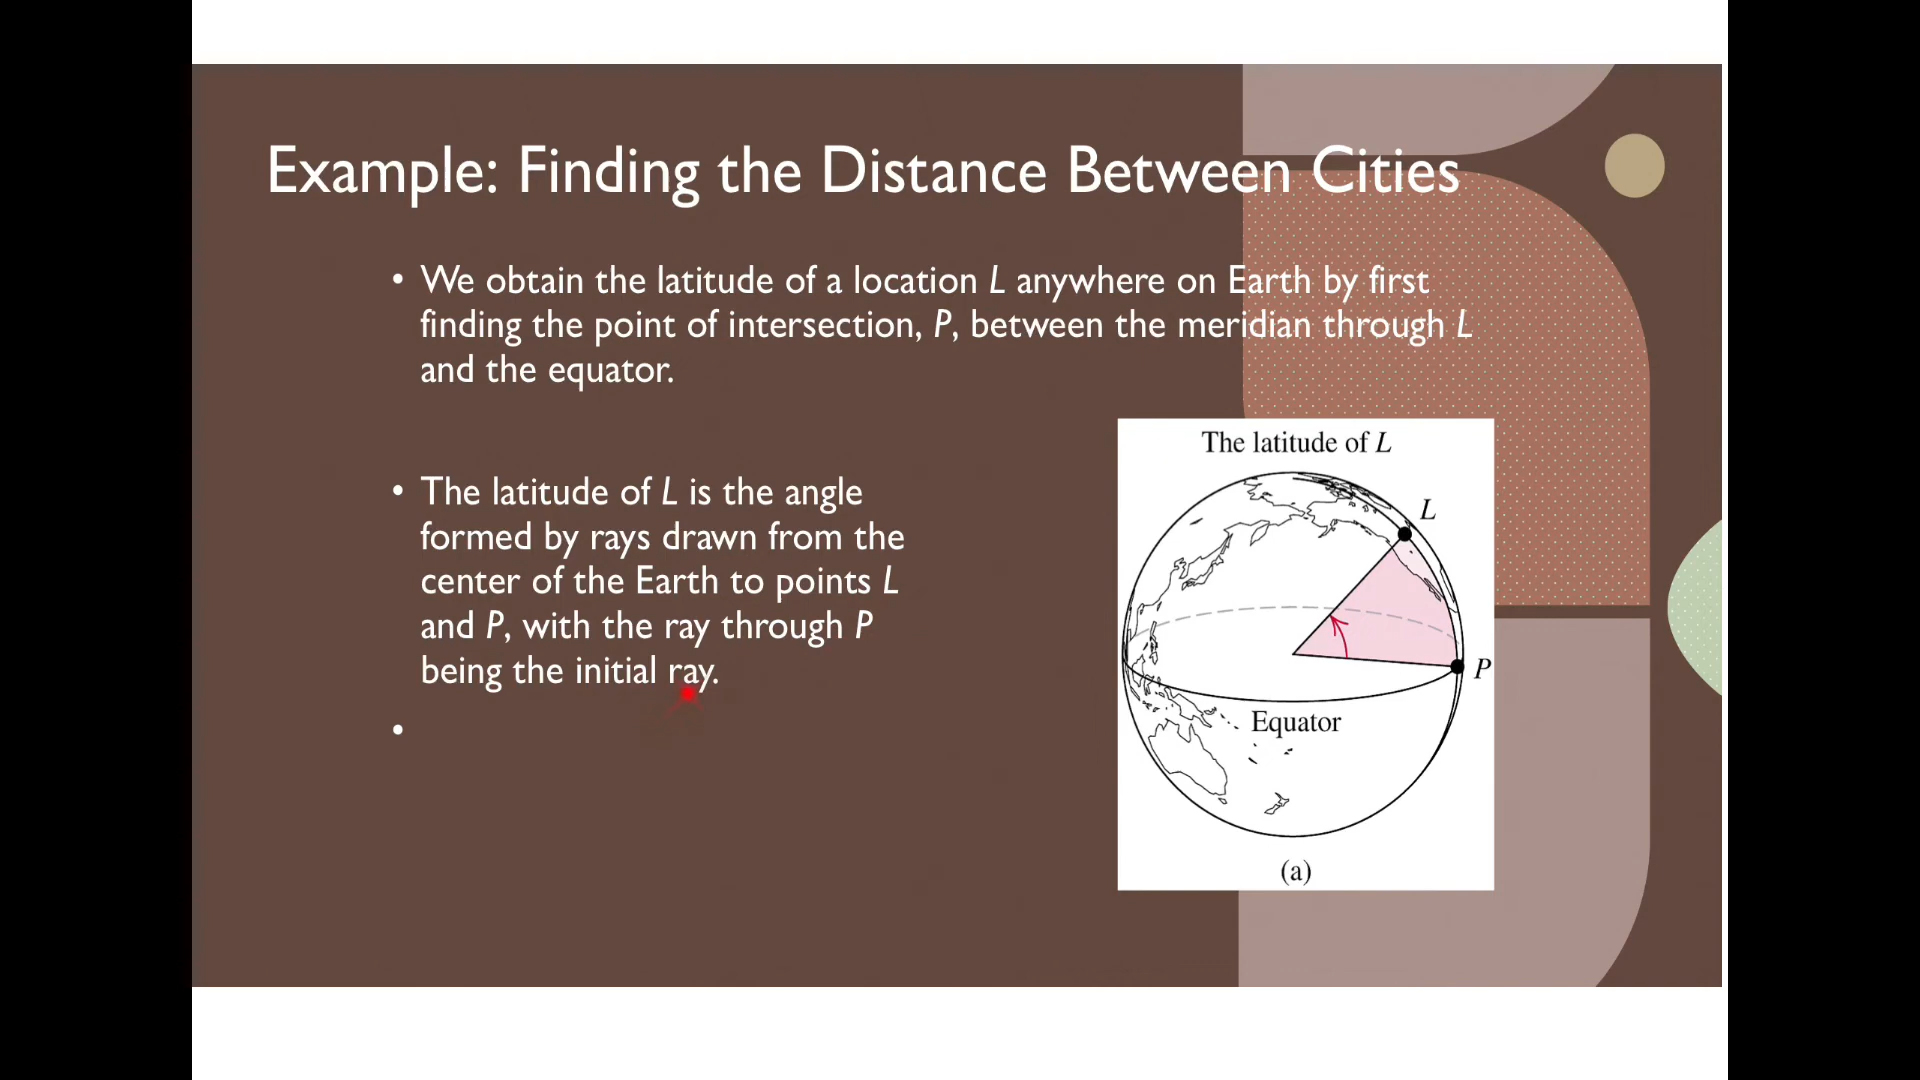 Example: Finding the Distance Between Cities
• We obtain the latitude of a location L anywhere on Earth by first
finding the point of intersection, P, between the meridian through L
and the equator.
• The latitude of L is the angle
formed by rays drawn from the
center of the Earth to points L
and P, with the ray through P
being the initial ray.
•
The latitude of L
L
P
Equator
(a)